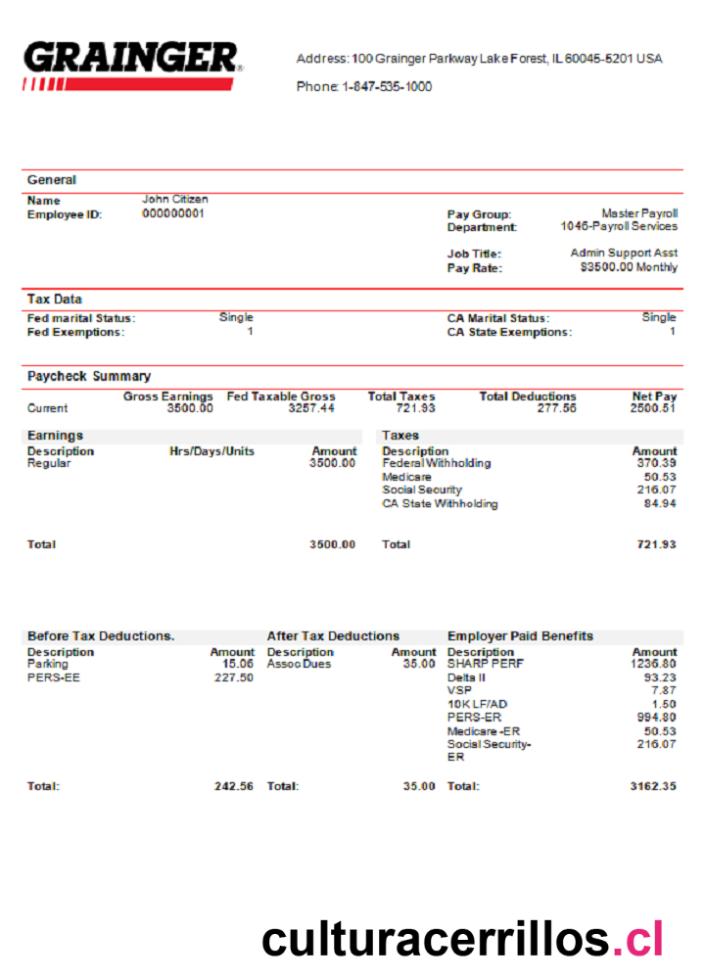 GRAINGER
Address: 100 Grainger Parkway Lake Forest, IL 60045-5201 USA
Phone: 1-847-535-1000
General
Name John Citizen
Employee ID: 000000001
Pay Group: Master Payroll
Department: 1046-Payroll Services
Job Title: Admin Support Asst
Pay Rate: $3500.00 Monthly
Tax Data
Fed marital Status: Single CA Marital Status: Single
Fed Exemptions: 1 CA State Exemptions: 1
Paycheck Summary
Gross Earnings Fed Taxable Gross Total Taxes Total Deductions Net Pay
Current 3500.00 3257.44 721.93 277.56 2500.51
Earnings Taxes
Description Hrs/Days/Units Amount Description Amount
Regular 3500.00 Federal Withholding 370.39
Medicare 50.53
Social Security 216.07
CA State Withholding 84.94
Total 3500.00 Total 721.93
Before Tax Deductions. After Tax Deductions Employer Paid Benefits
Description Amount Description Amount Description Amount
Parking 15.06 Assoc Dues 35.00 SHARP PERF 1236.80
PERS-EE 227.50 Delta II 93.23
VSP 7.87
10K LF/AD 1.50
PERS-ER 994.80
Medicare -ER 50.53
Social Security- 216.07
ER
Total: 242.56 Total: 35.00 Total: 3162.35
culturacerrillos.cl